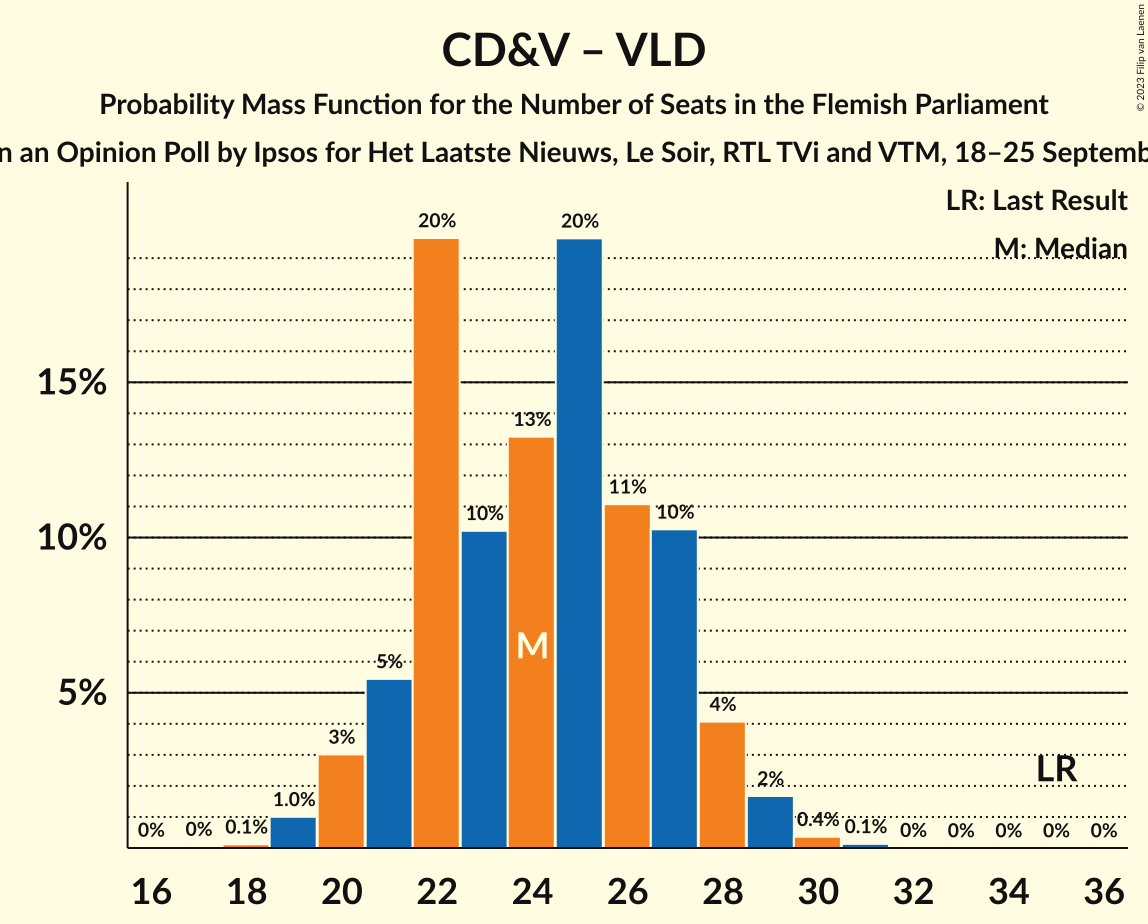 CD&V – VLD
Probability Mass Function for the Number of Seats in the Flemish Parliament
n an Opinion Poll by Ipsos for Het Laatste Nieuws, Le Soir, RTL TVi and VTM, 18–25 Septemb
© 2023 Filip van Laenen
LR: Last Result
M: Median
20% 20%
15%
13%
11%
10% 10%
10%
M
5%
5%
4%
3%
LR
2%
1.0%
0% 0% 0.1% 0.4% 0.1% 0% 0% 0% 0% 0%
16 18 20 22 24 26 28 30 32 34 36